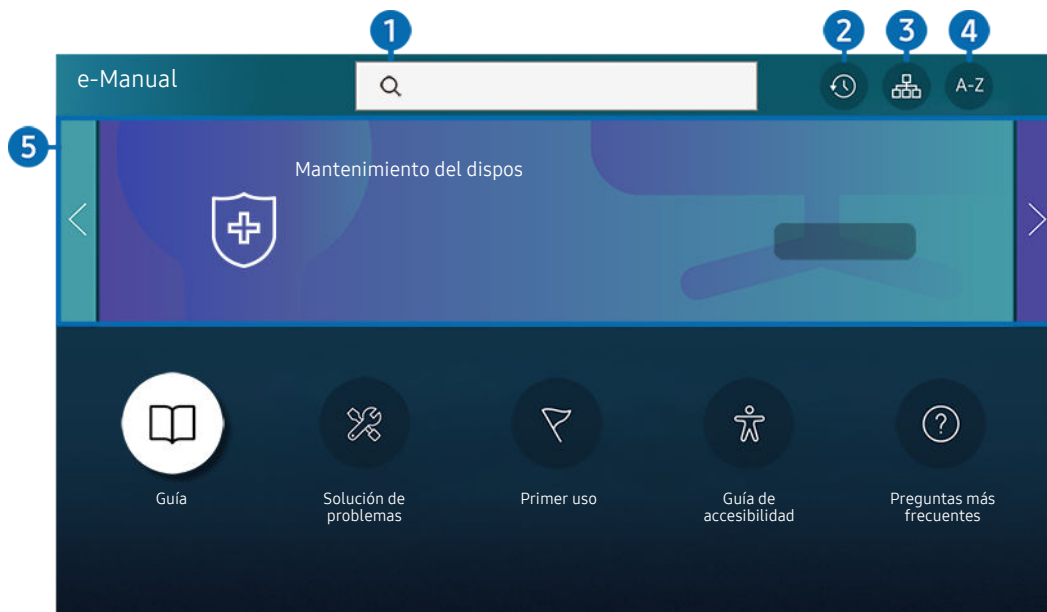 1
2
3
4
e-Manual
A-Z
5
Mantenimiento del dispos
Guía
Solución de
problemas
Primer uso
Guía de
accesibilidad
Preguntas más
frecuentes